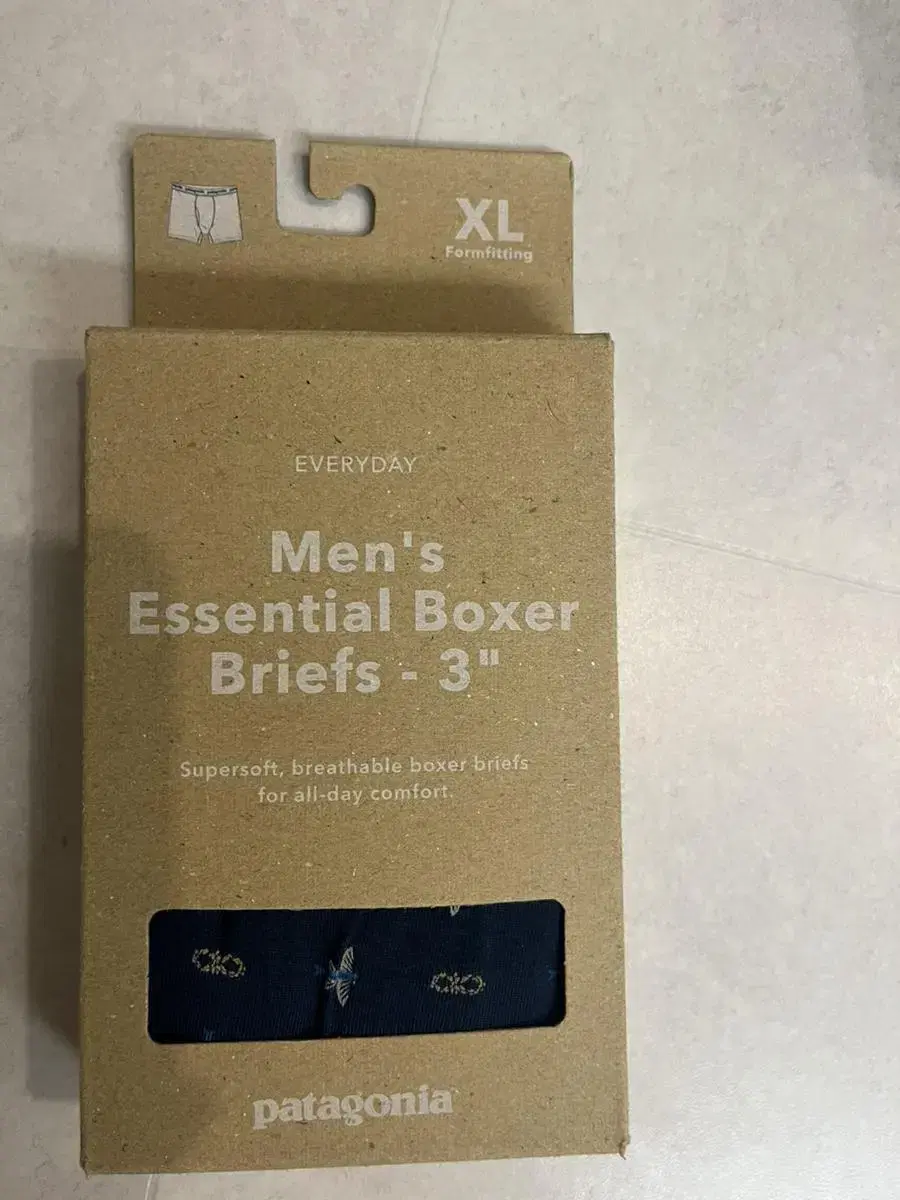 XL
Formfitting
EVERYDAY
Men's
Essential Boxer
Briefs - 3"
Supersoft, breathable boxer briefs
for all-day comfort.
patagonia